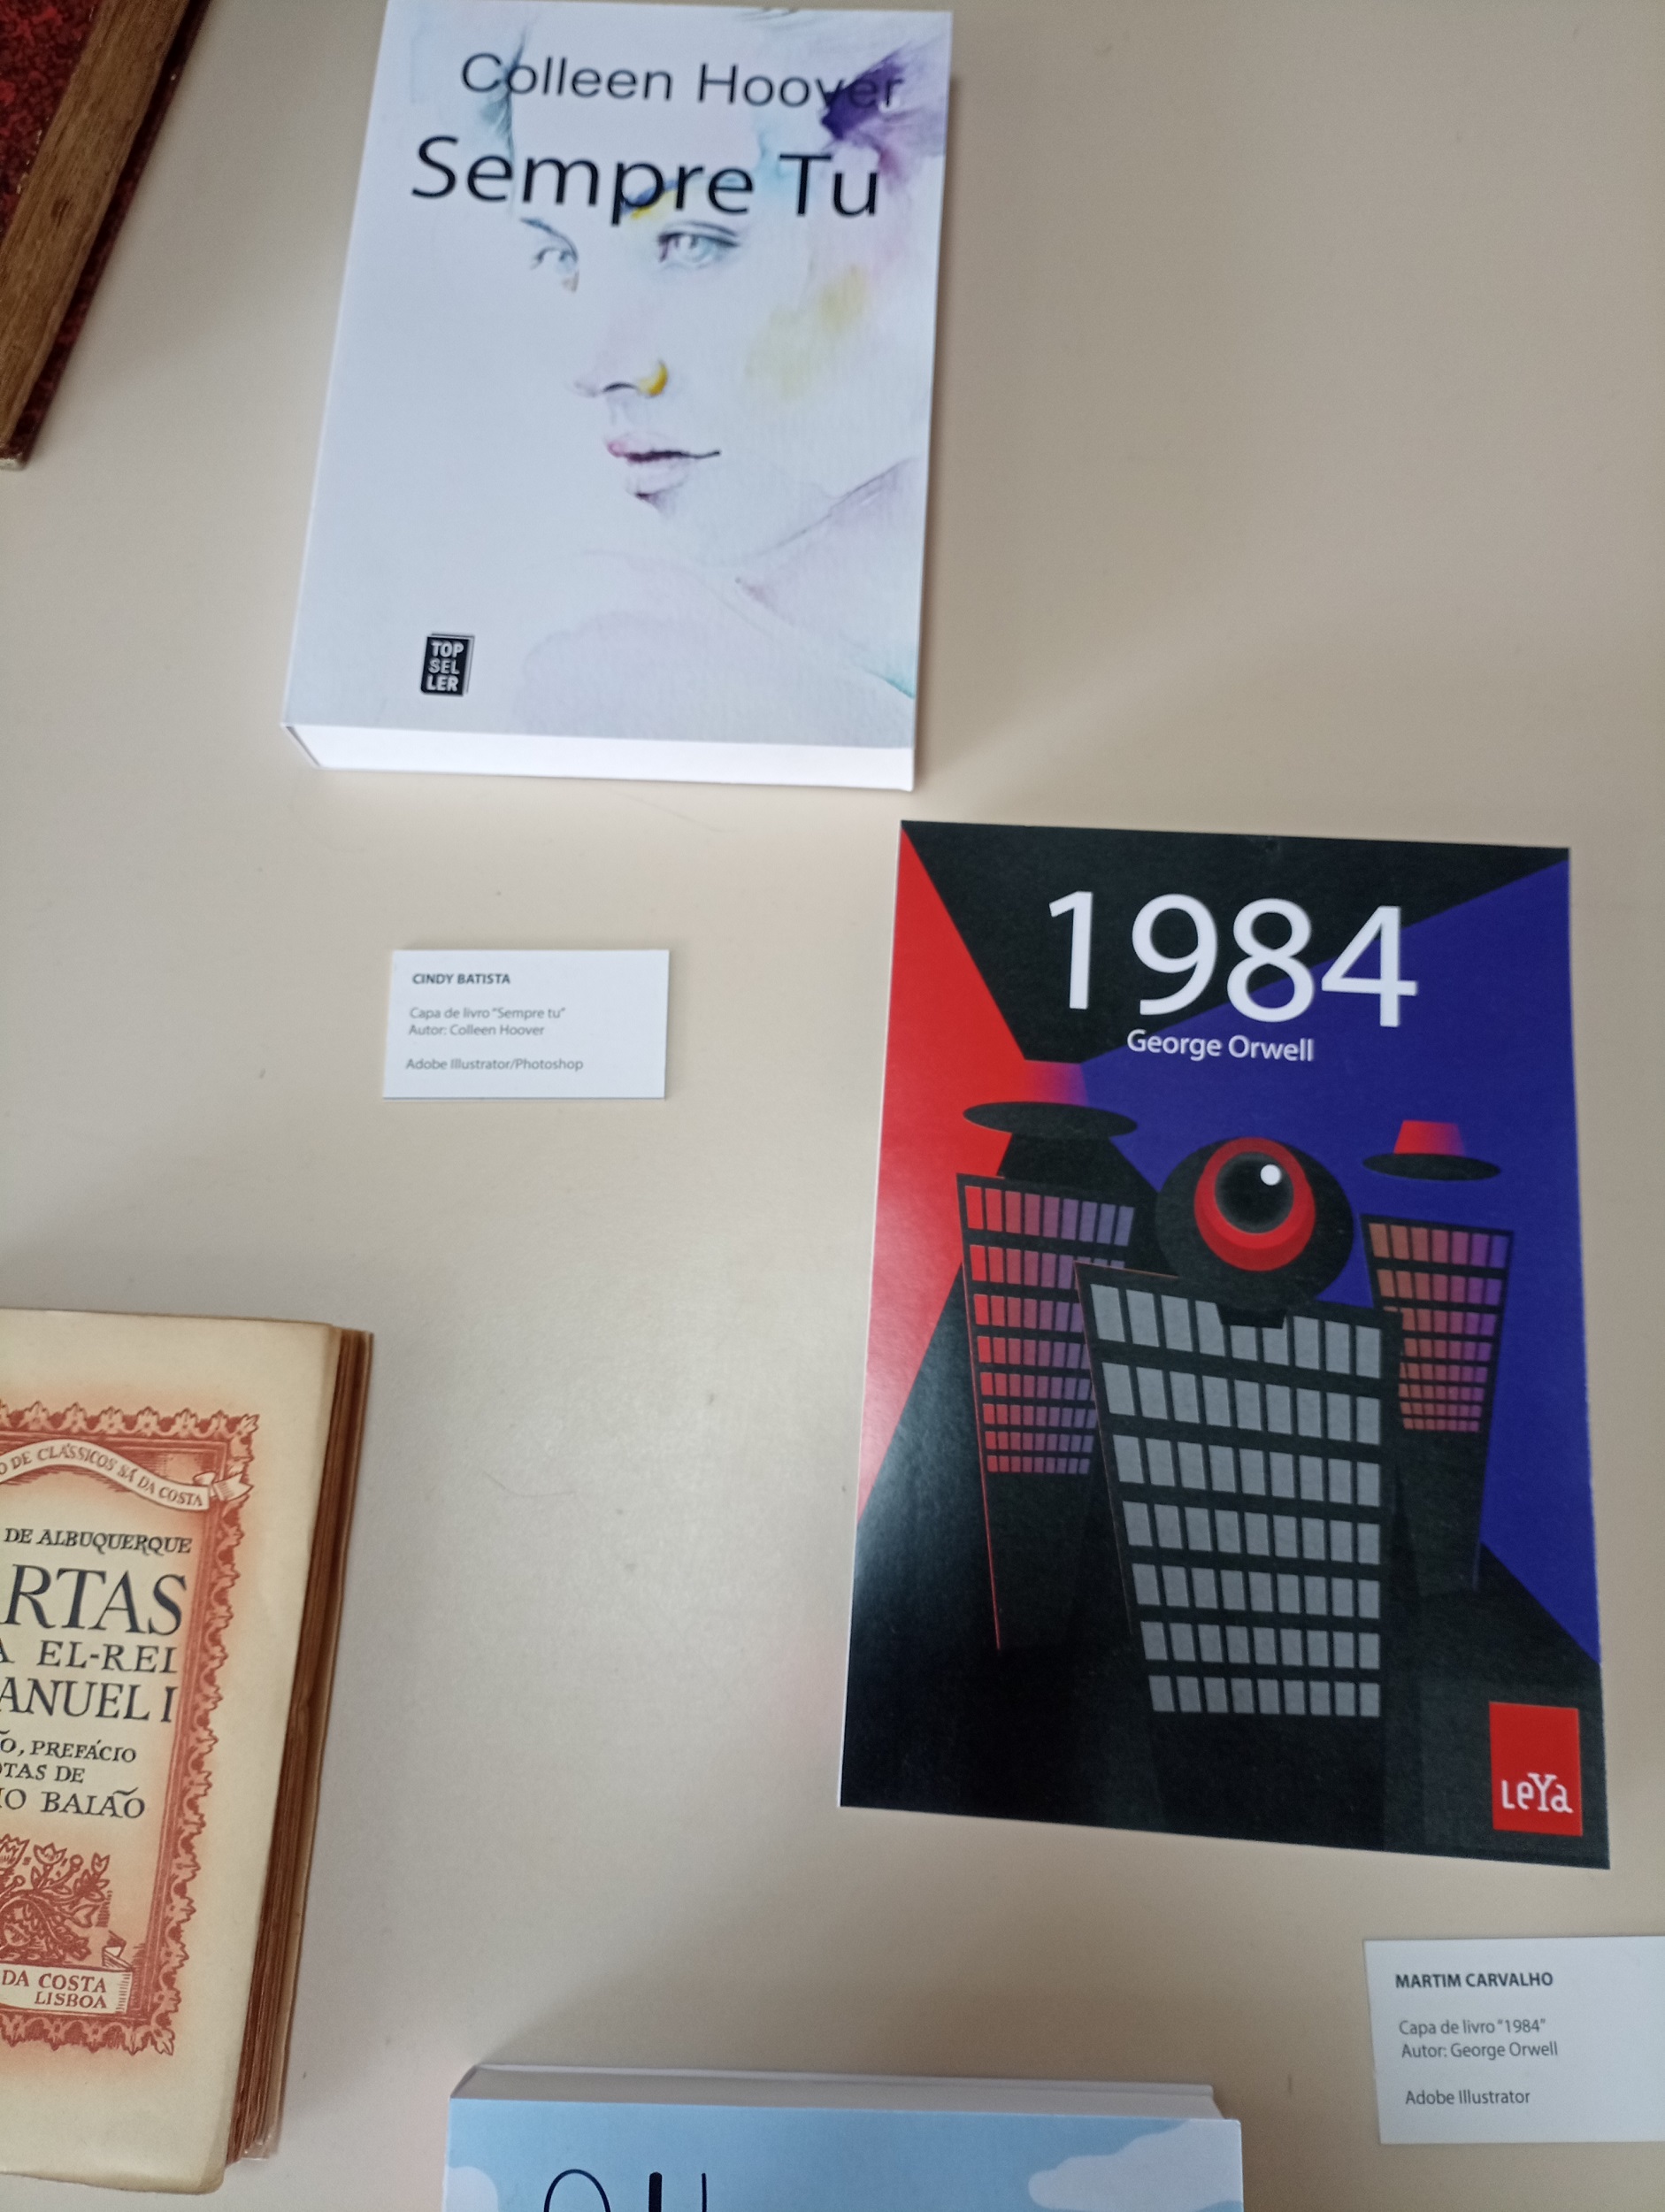 Colleen Hoover
Sempre Tu
TOP
SEL
LER
CINDY BATISTA
Capa de livro "Sempre tu"
Autor: Colleen Hoover
Adobe Illustrator/Photoshop
1984
George Orwell
LeYa
DE CLÁSSICOS SÁ DA COSTA
DE ALBUQUERQUE
RTAS
EL-REI
ANUEL I
PREFÁCIO
OTAS DE
BAIÃO
DA COSTA
LISBOA
MARTIM CARVALHO
Capa de livro "1984"
Autor: George Orwell
Adobe Illustrator